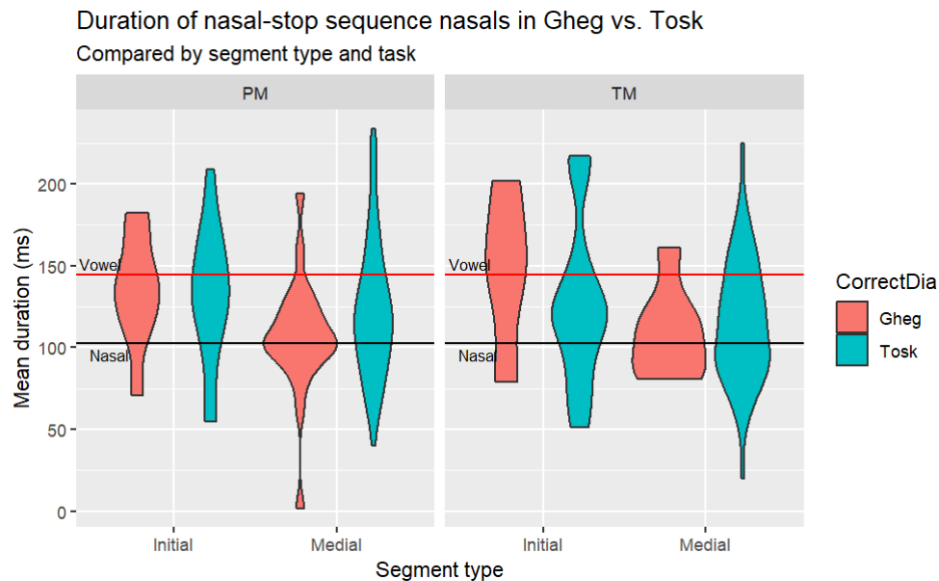 Duration of nasal-stop sequence nasals in Gheg vs. Tosk
Compared by segment type and task
PM
TM
Mean duration (ms)
200
150
100
50
0
Vowel
Nasal
Vowel
Nasal
Initial
Medial
Initial
Medial
Segment type
CorrectDia
Gheg
Tosk